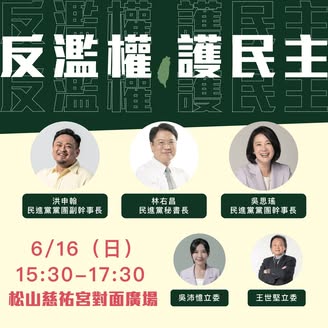 反濫權 護民主
洪申翰
民進黨黨團副幹事長
林右昌
民進黨秘書長
吳思瑤
民進黨黨團幹事長
6/16（日）
15:30-17:30
松山慈祐宮對面廣場
吳沛憶立委
王世堅立委